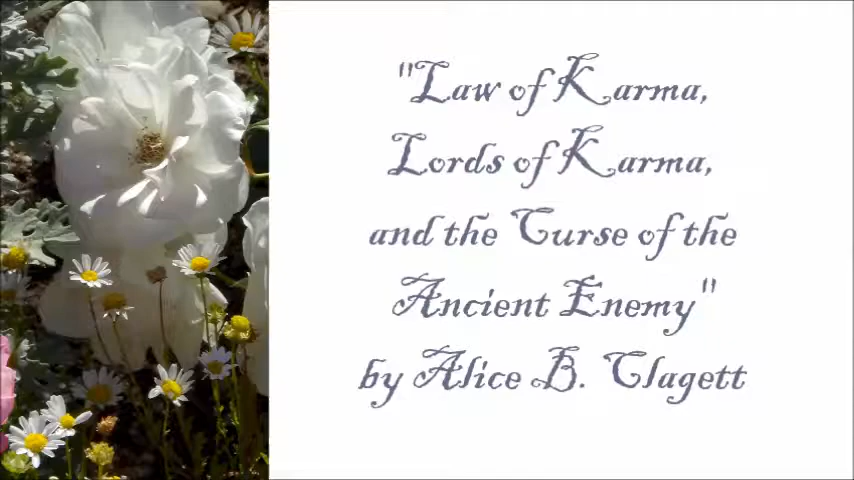 "Law of Karma,
Lords of Karma,
and the Curse of the
Ancient Enemy"
by Alice B. Clagett